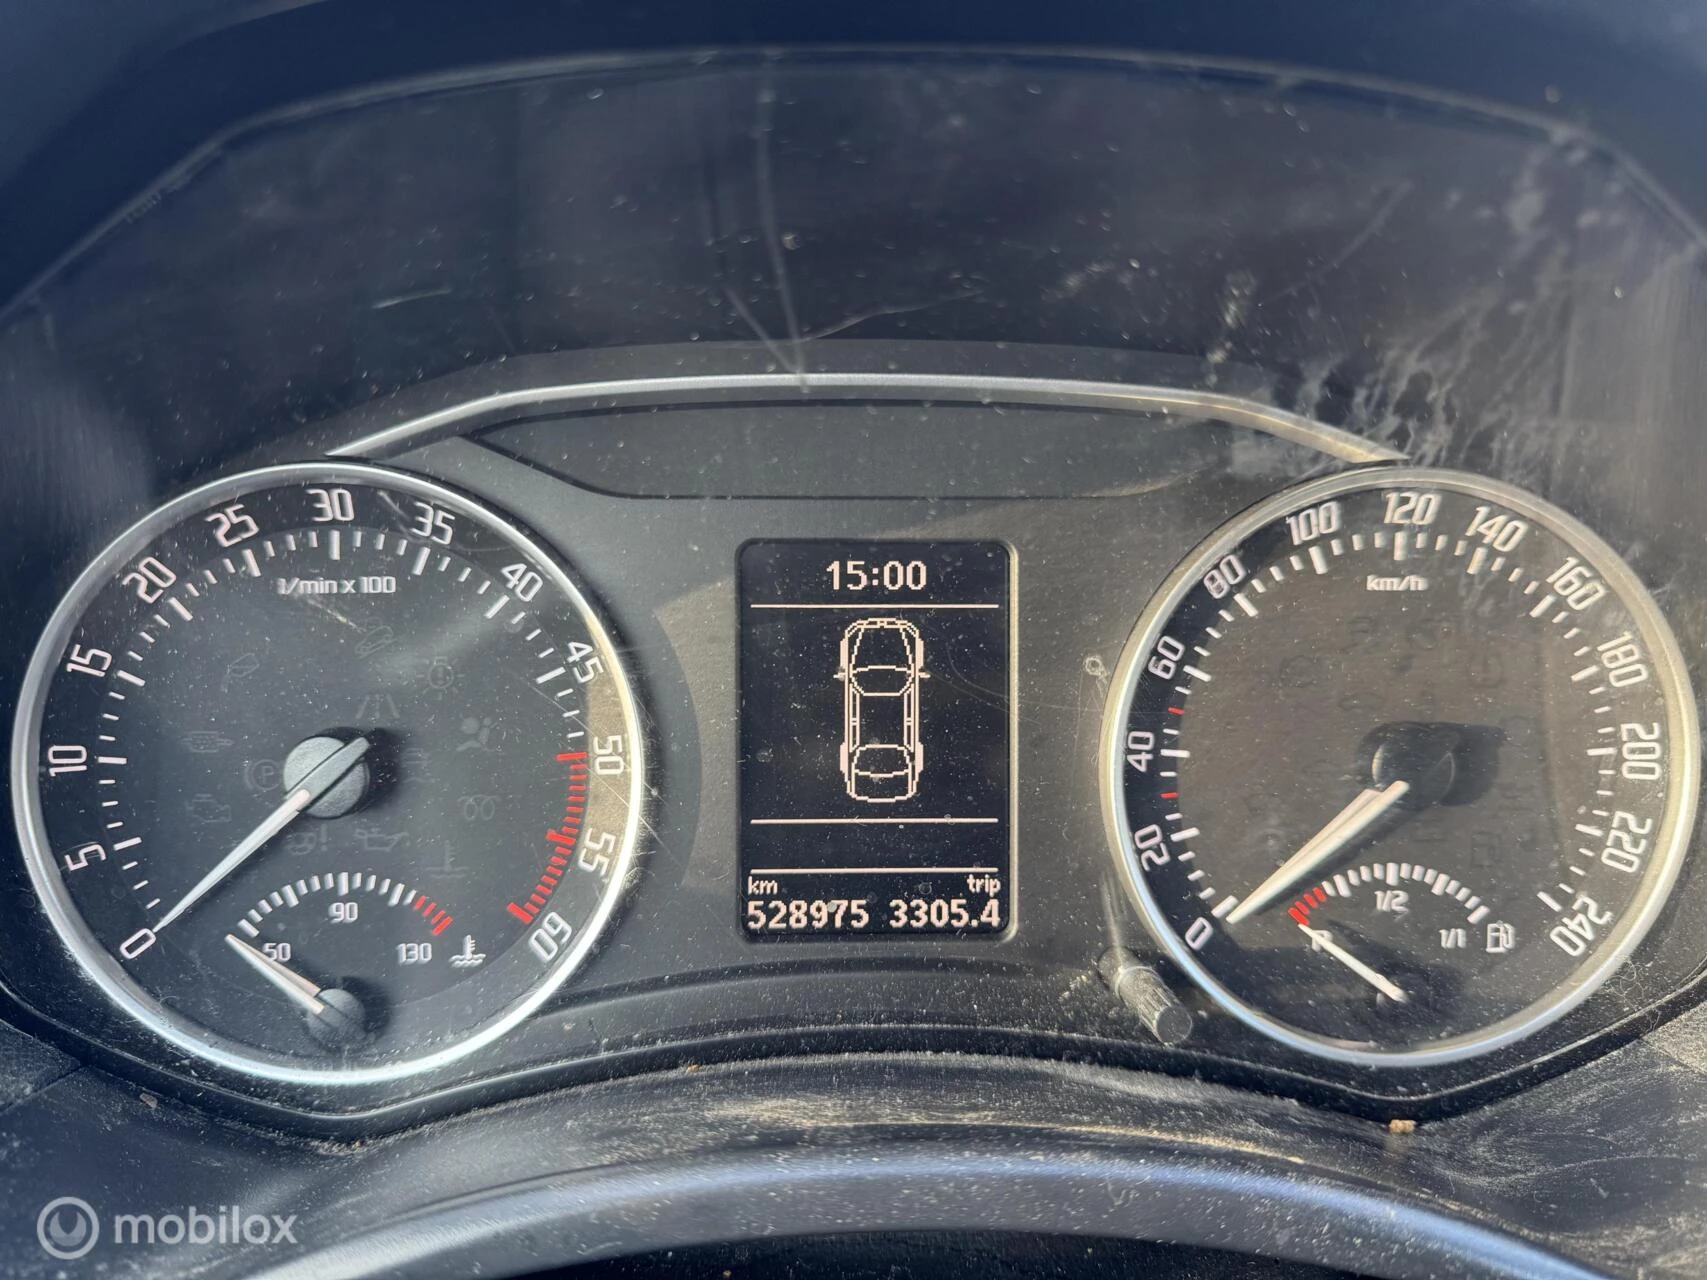 0 5 10 15 20 25 30 35 40 45 50 55 60
1/min x 100
50 90 130
15:00
km trip
528975 3305.4
0 20 40 60 80 100 120 140 160 180 200 220 240
km/h
1/2 1/1
P
mobilox